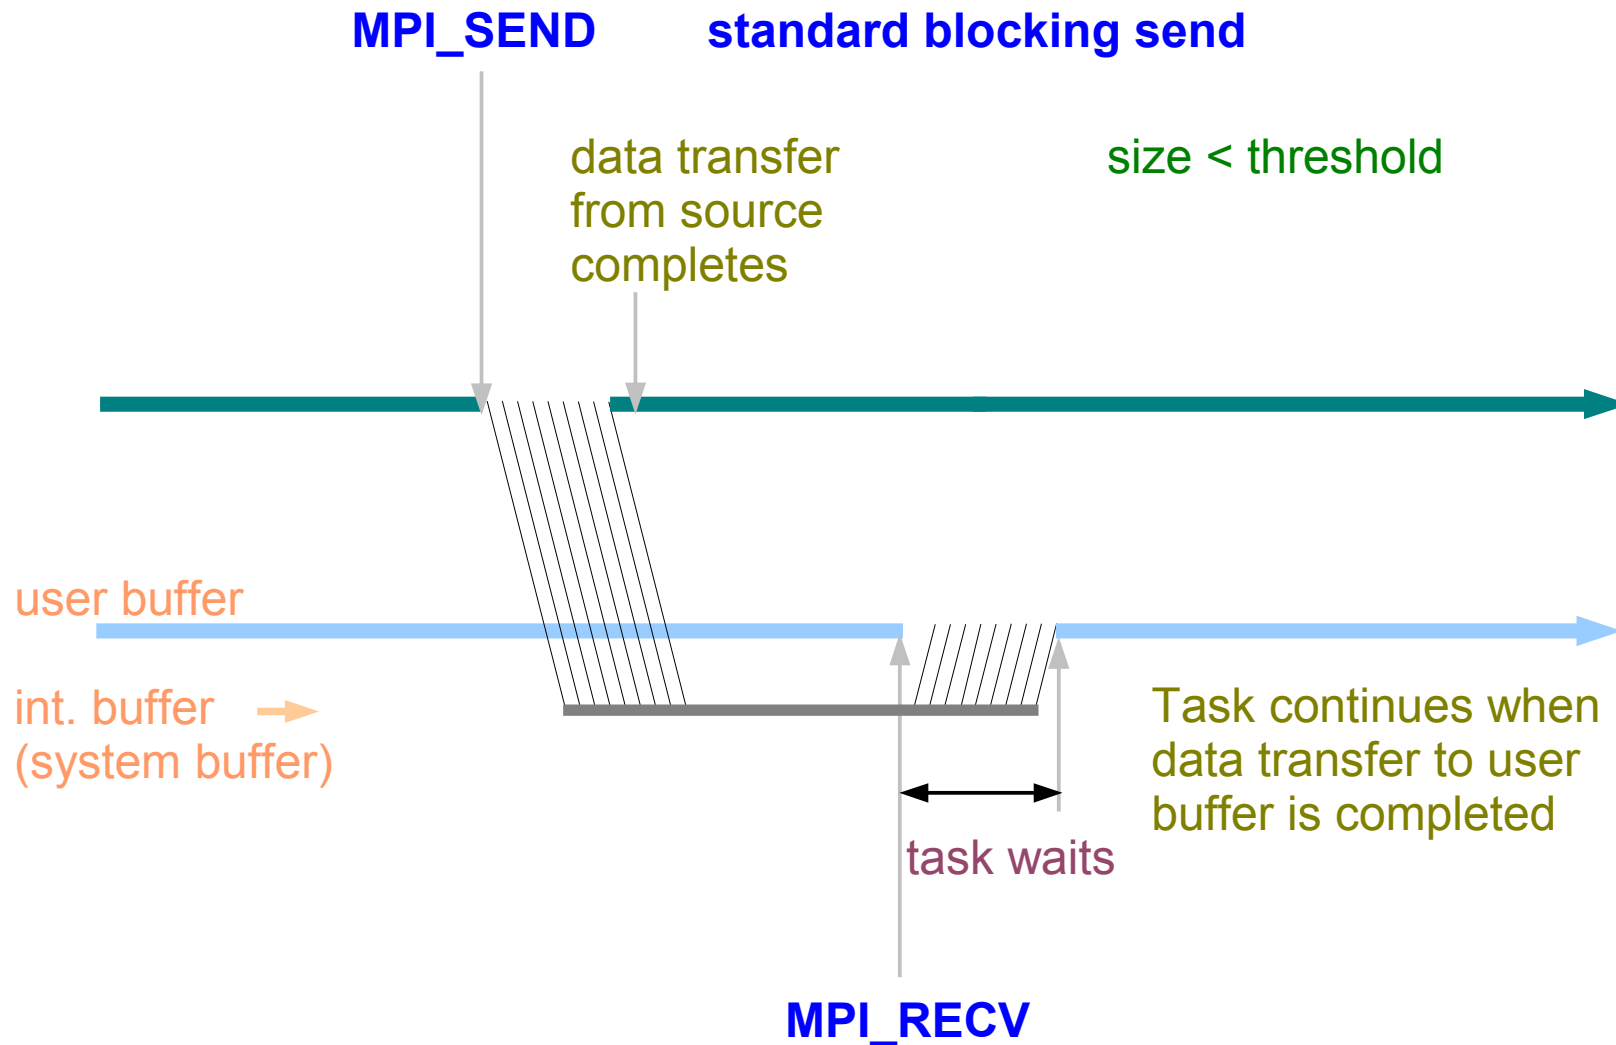 MPI_SEND standard blocking send
data transfer
from source
completes
size < threshold
user buffer
int. buffer
(system buffer)
Task continues when
data transfer to user
buffer is completed
task waits
MPI_RECV